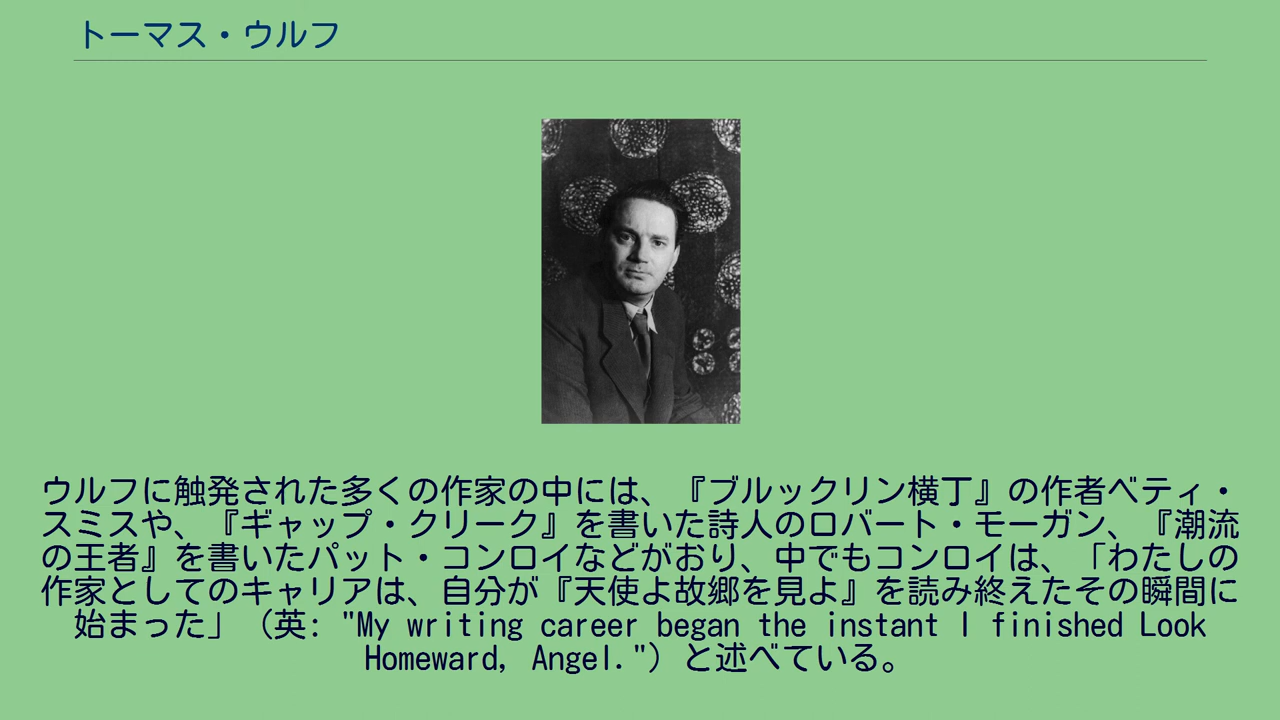 トーマス・ウルフ
ウルフに触発された多くの作家の中には、『ブルックリン横丁』の作者ベティ・
スミスや、『ギャップ・クリーク』を書いた詩人のロバート・モーガン、『潮流
の王者』を書いたパット・コンロイなどがおり、中でもコンロイは、「わたしの
作家としてのキャリアは、自分が『天使よ故郷を見よ』を読み終えたその瞬間に
始まった」（英: "My writing career began the instant I finished Look
Homeward, Angel."）と述べている。